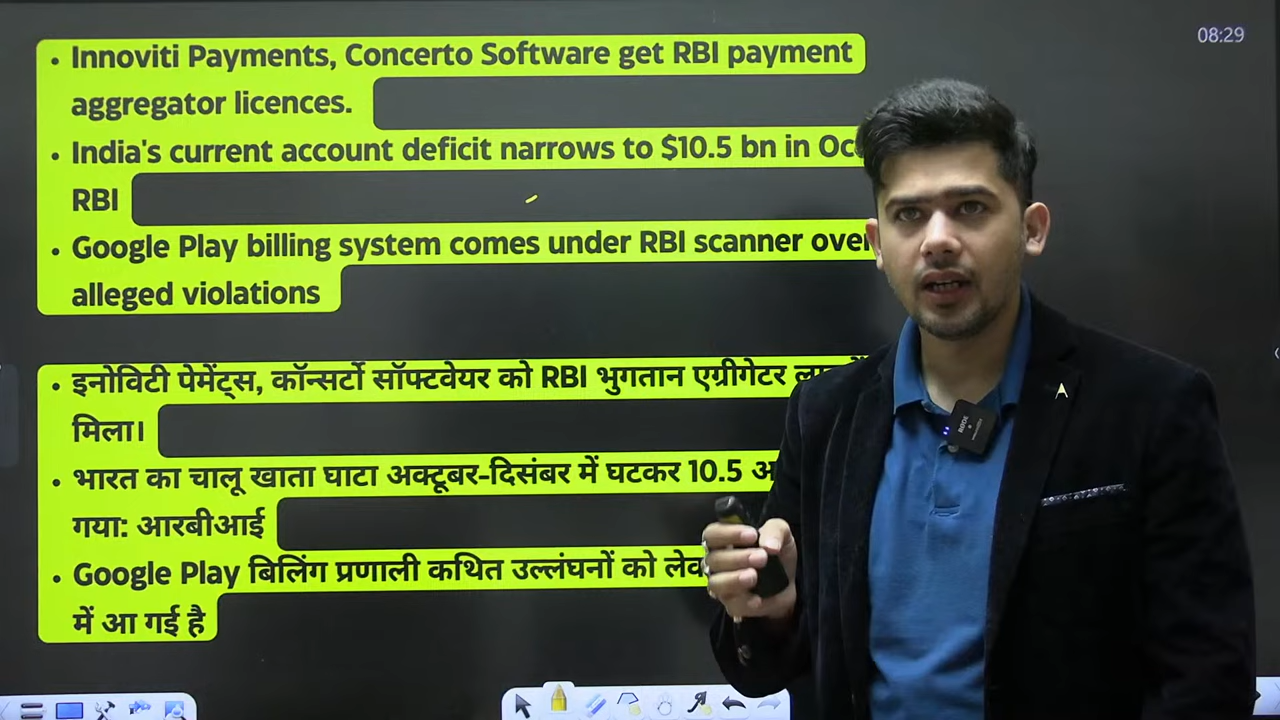 08:29
• Innoviti Payments, Concerto Software get RBI payment
aggregator licences.
• India's current account deficit narrows to $10.5 bn in
RBI
• Google Play billing system comes under RBI scanner over
alleged violations
• इनोविटी पेमेंट्स, कॉन्सर्टो सॉफ्टवेयर को RBI भुगतान एग्रीगेटर
मिला।
• भारत का चालू खाता घाटा अक्टूबर-दिसंबर में घटकर 10.5
गया: आरबीआई
• Google Play बिलिंग प्रणाली कथित उल्लंघनों को
में आ गई है
RODE